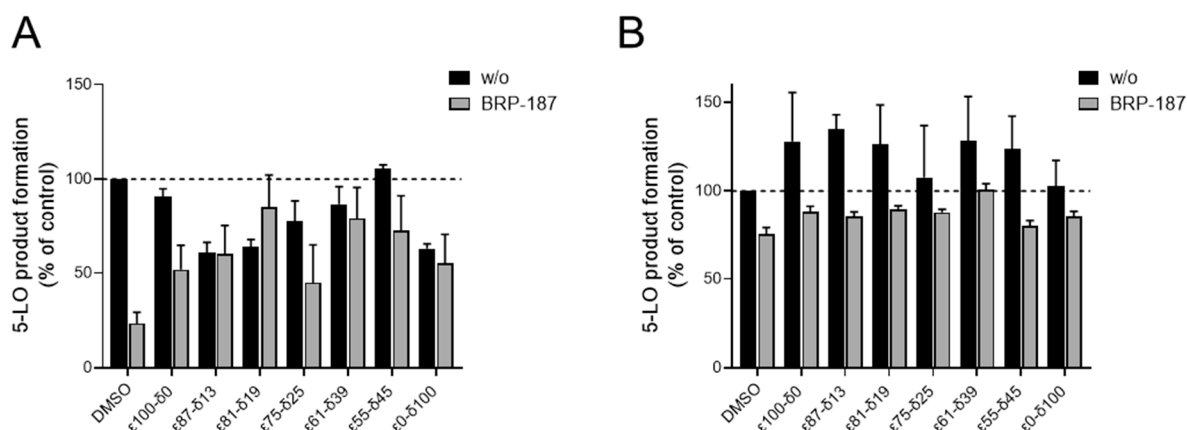 A
150
100
50
0
5-LO product formation
(% of control)
w/o
BRP-187
DMSO
ε100-δ0
ε87-δ13
ε81-δ19
ε75-δ25
ε61-δ39
ε55-δ45
ε0-δ100
B
150
100
50
0
5-LO product formation
(% of control)
w/o
BRP-187
DMSO
ε100-δ0
ε87-δ13
ε81-δ19
ε75-δ25
ε61-δ39
ε55-δ45
ε0-δ100